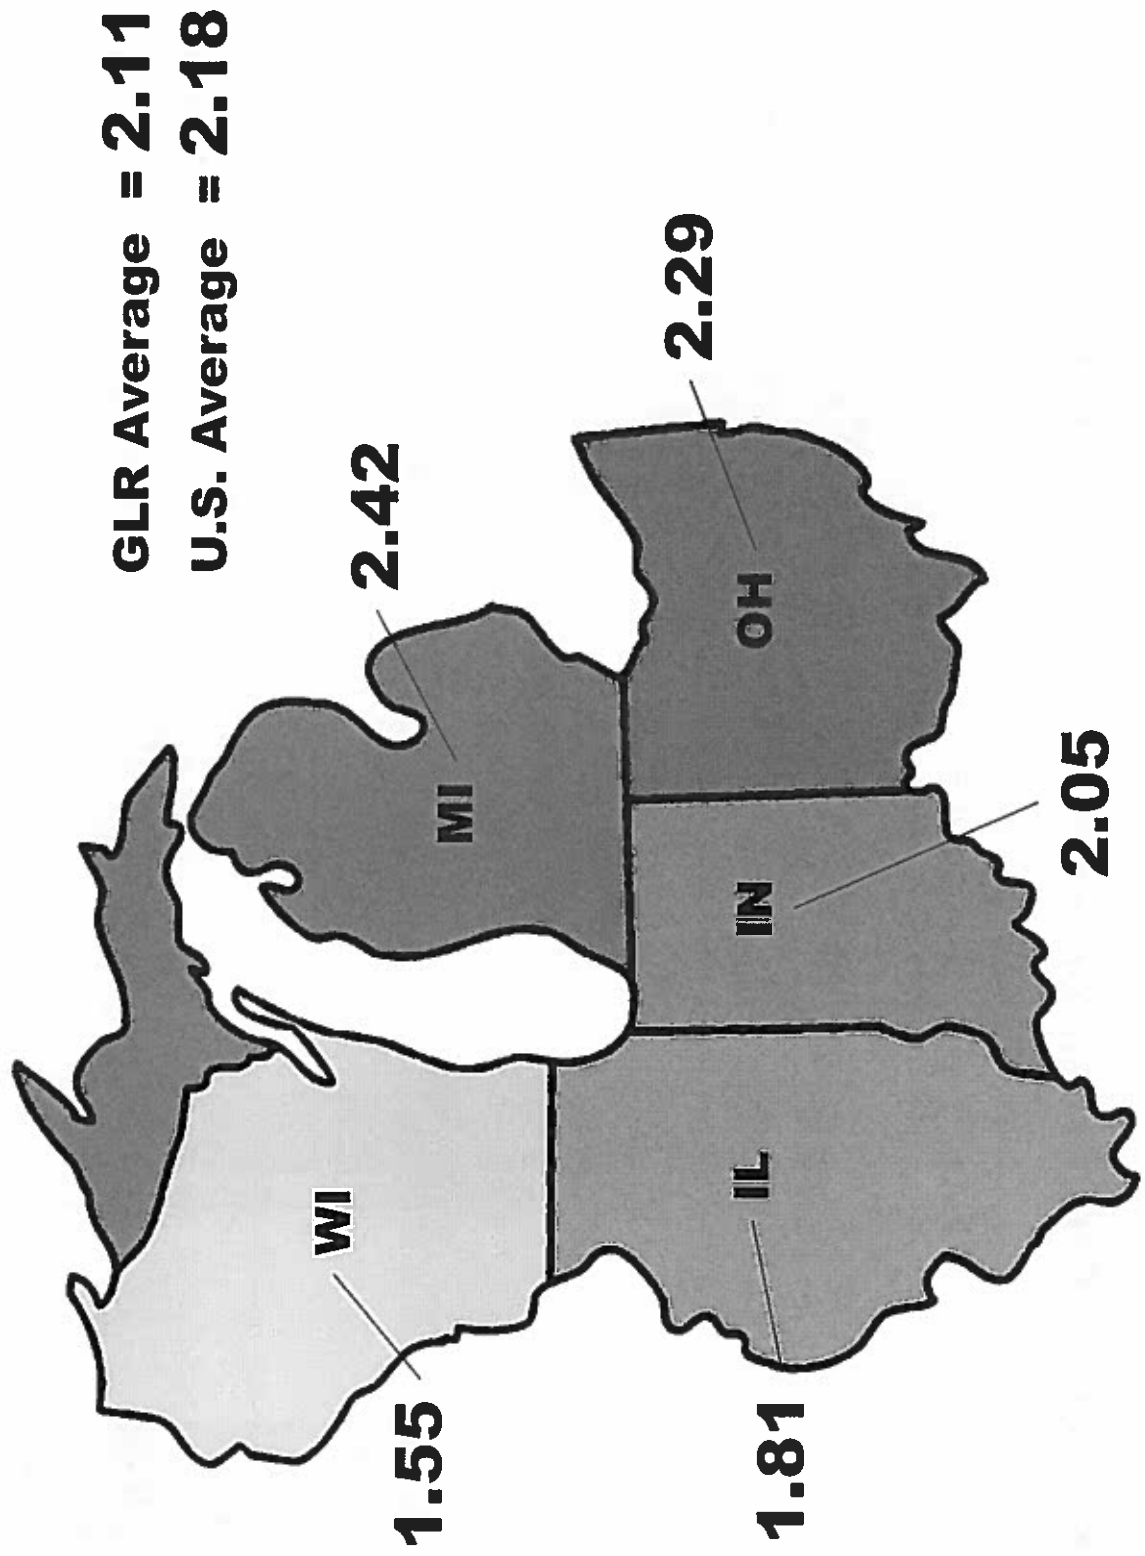 GLR Average = 2.11
U.S. Average = 2.18
2.42
MI
WI
1.55
2.29
OH
IN
IL
1.81
2.05